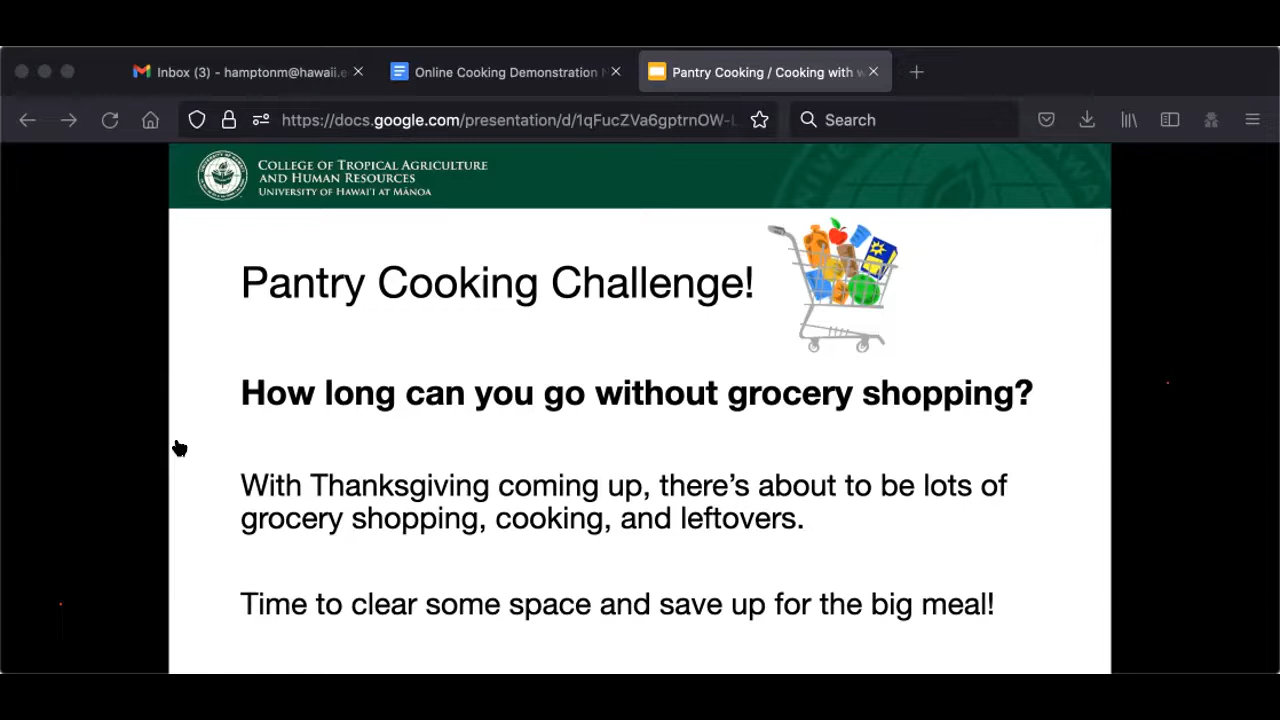 Inbox (3) - hamptonm@hawaii.e
Online Cooking Demonstration
Pantry Cooking / Cooking with w
https://docs.google.com/presentation/d/1qFucZVa6gptrnOW-L
Search
COLLEGE OF TROPICAL AGRICULTURE
AND HUMAN RESOURCES
UNIVERSITY OF HAWAI'I AT MĀNOA
Pantry Cooking Challenge!
How long can you go without grocery shopping?
With Thanksgiving coming up, there's about to be lots of
grocery shopping, cooking, and leftovers.
Time to clear some space and save up for the big meal!